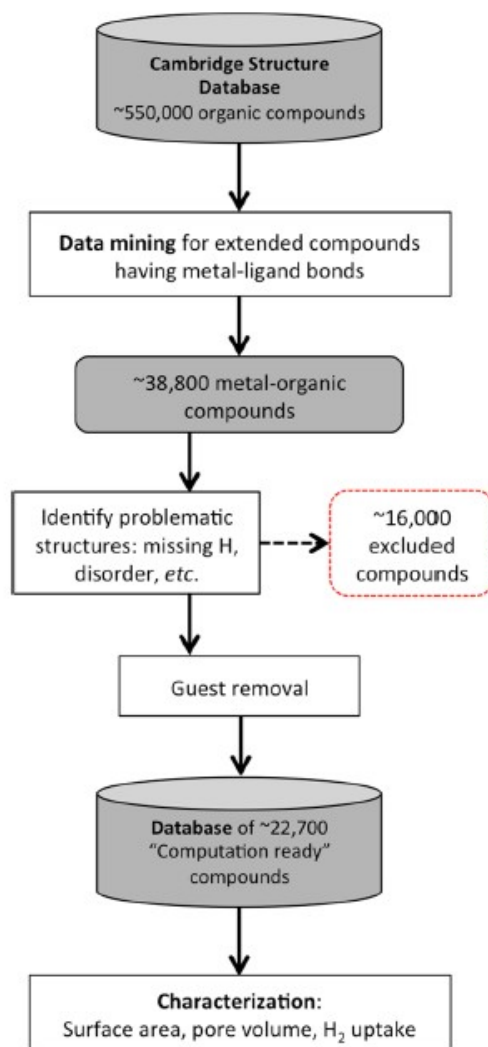 Cambridge Structure
Database
~550,000 organic compounds
Data mining for extended compounds
having metal-ligand bonds
~38,800 metal-organic
compounds
Identify problematic
structures: missing H,
disorder, etc.
~16,000
excluded
compounds
Guest removal
Database of ~22,700
“Computation ready”
compounds
Characterization:
Surface area, pore volume, H₂ uptake